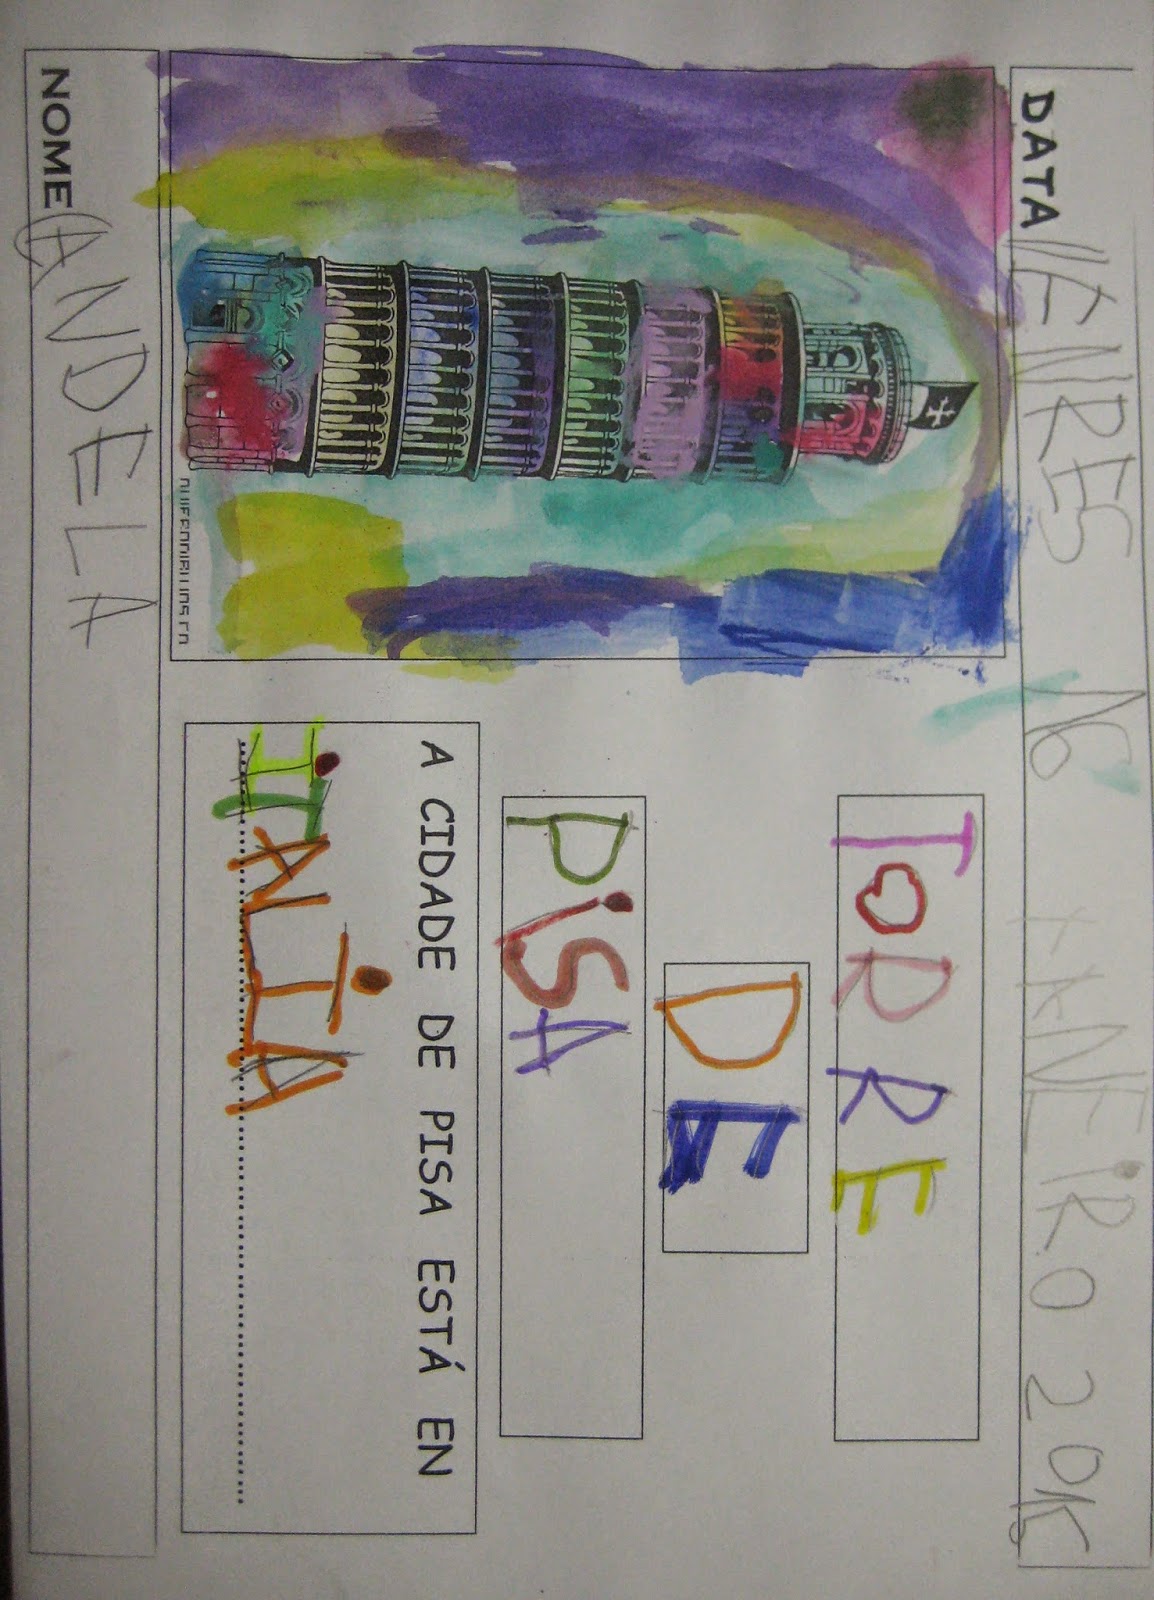 DATA VENRES 16 XANEIRO 2015
TORRE
DE
PISA
A CIDADE DE PISA ESTÁ EN
ITALIA
NOME CANDELA